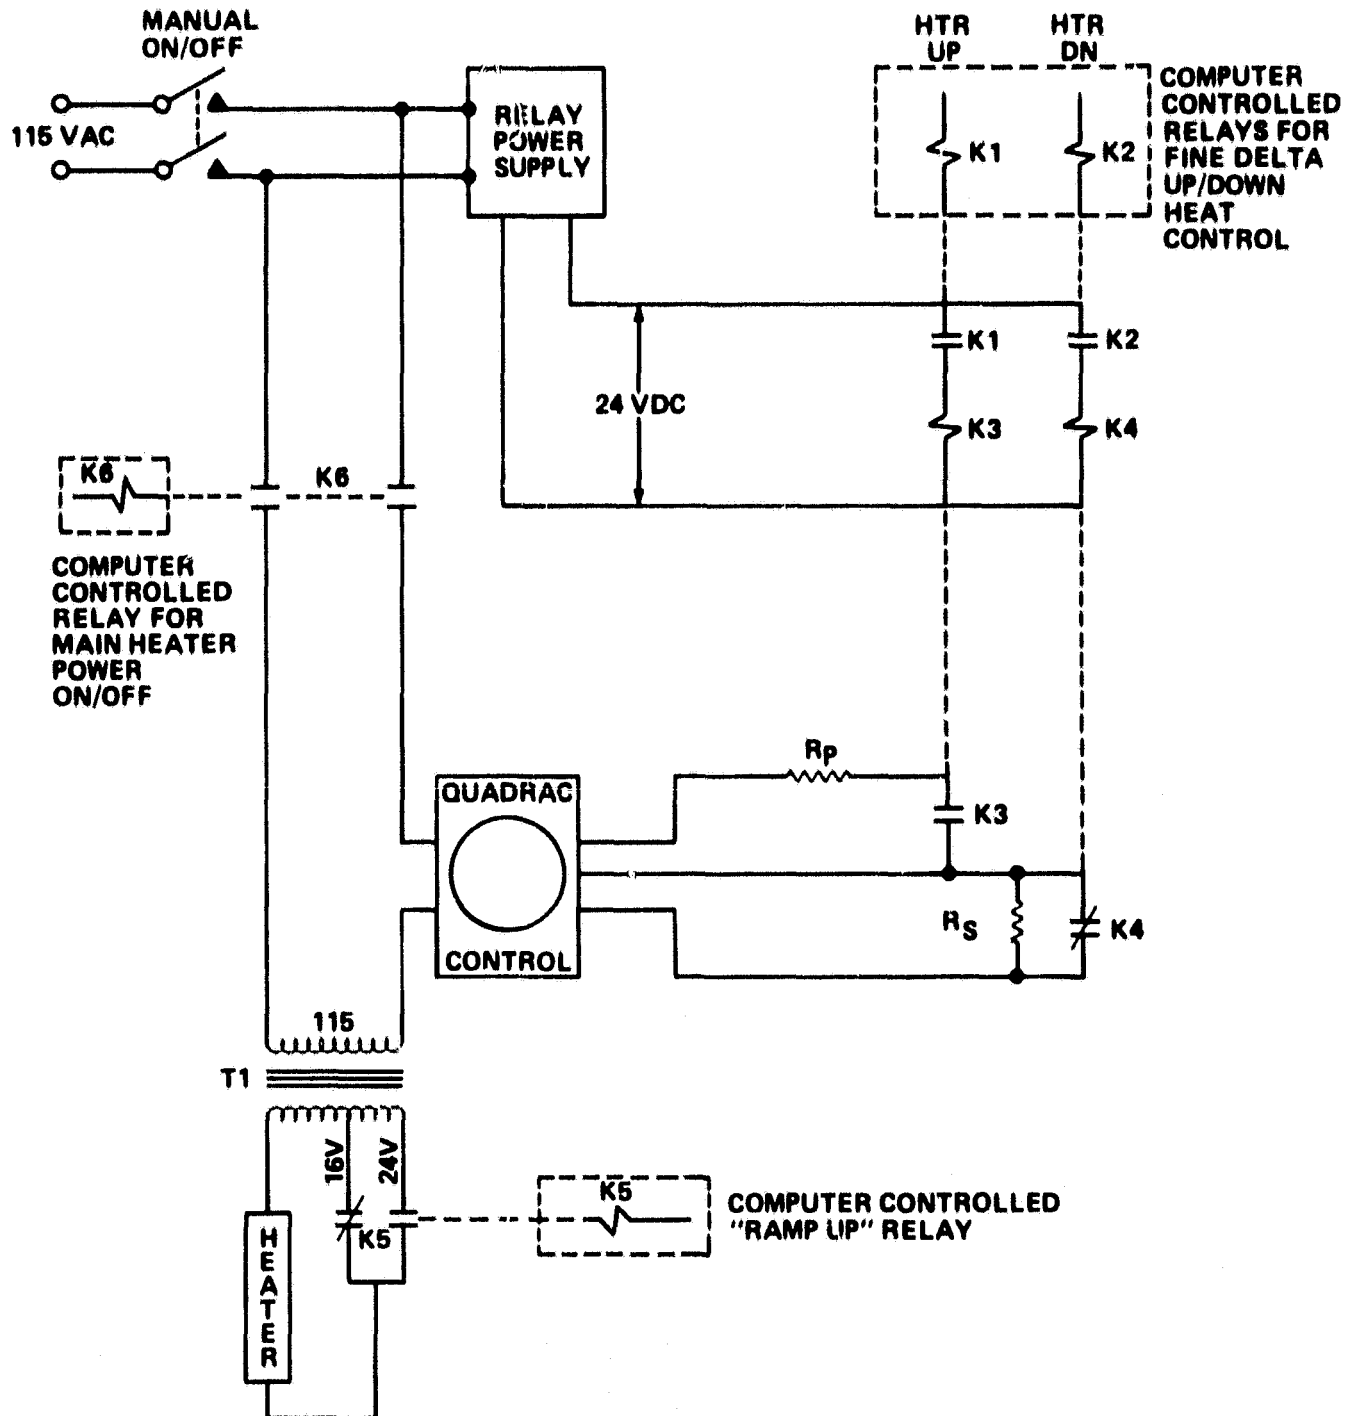 MANUAL
ON/OFF
115 VAC
RELAY
POWER
SUPPLY
HTR
UP
HTR
DN
K1
K2
COMPUTER
CONTROLLED
RELAYS FOR
FINE DELTA
UP/DOWN
HEAT
CONTROL
K1
K2
24 VDC
K3
K4
K6
K6
COMPUTER
CONTROLLED
RELAY FOR
MAIN HEATER
POWER
ON/OFF
QUADRAC
CONTROL
Rp
K3
RS
K4
115
T1
16V
24V
K5
K5
COMPUTER CONTROLLED
"RAMP UP" RELAY
HEATER